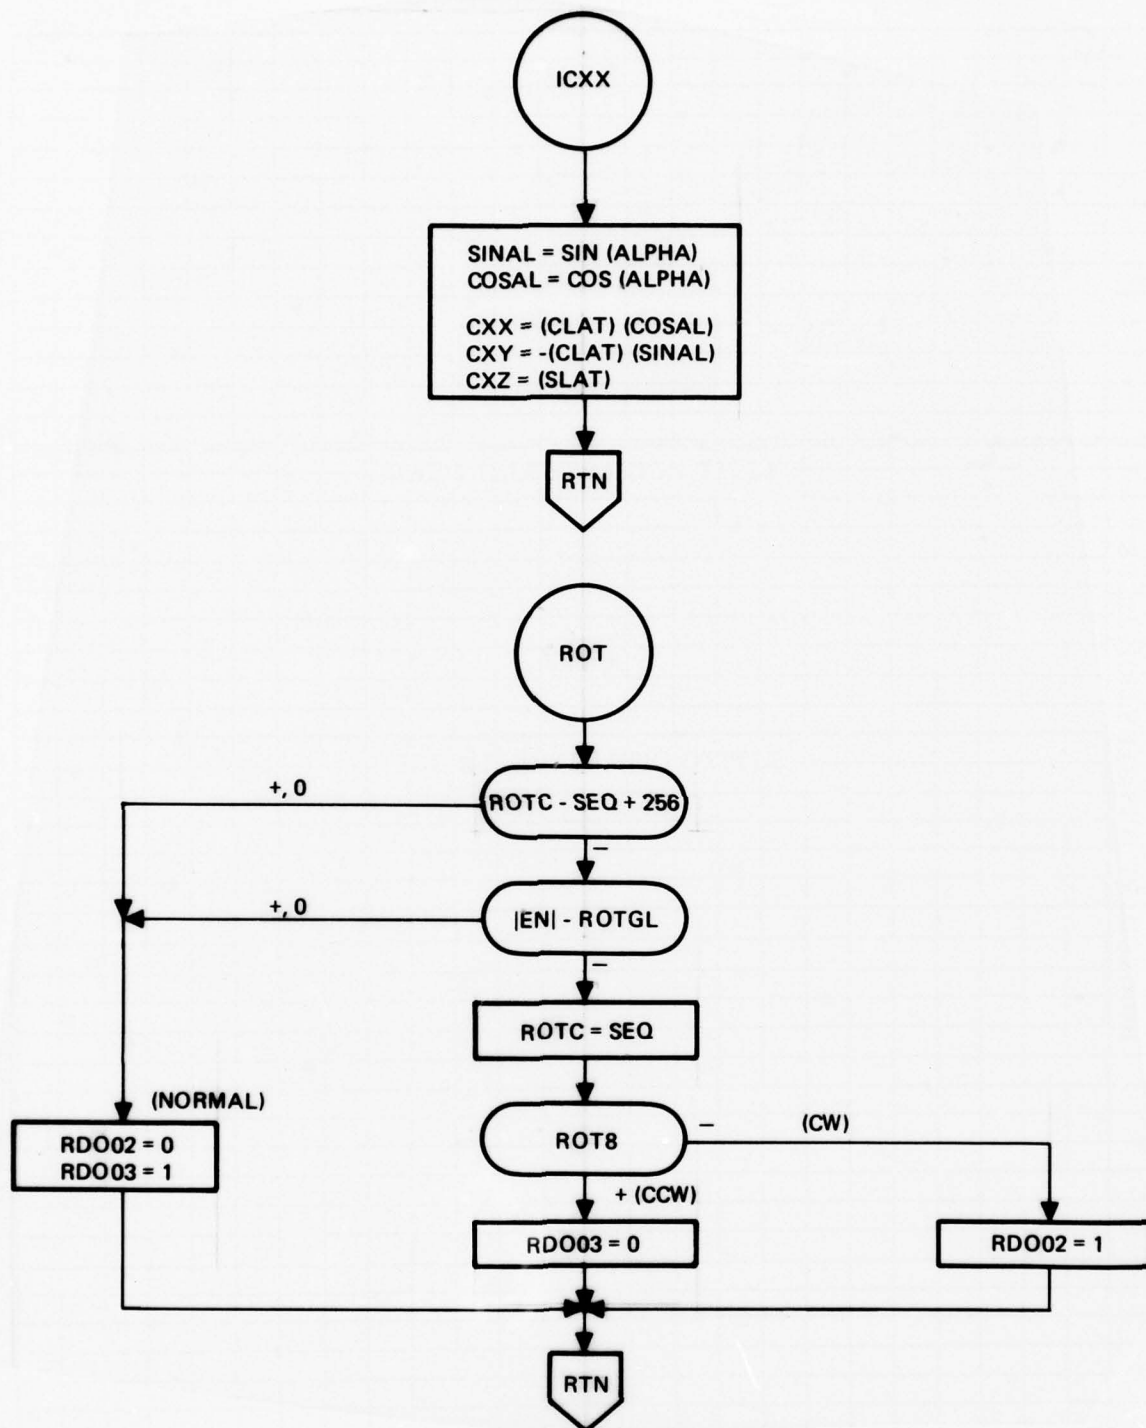 ICXX
SINAL = SIN (ALPHA)
COSAL = COS (ALPHA)
CXX = (CLAT) (COSAL)
CXY = -(CLAT) (SINAL)
CXZ = (SLAT)
RTN
ROT
+, 0
ROTC - SEQ + 256
−
+, 0
|EN| - ROTGL
−
ROTC = SEQ
(NORMAL)
RDO02 = 0
RDO03 = 1
ROT8
− (CW)
+ (CCW)
RDO03 = 0
RDO02 = 1
RTN